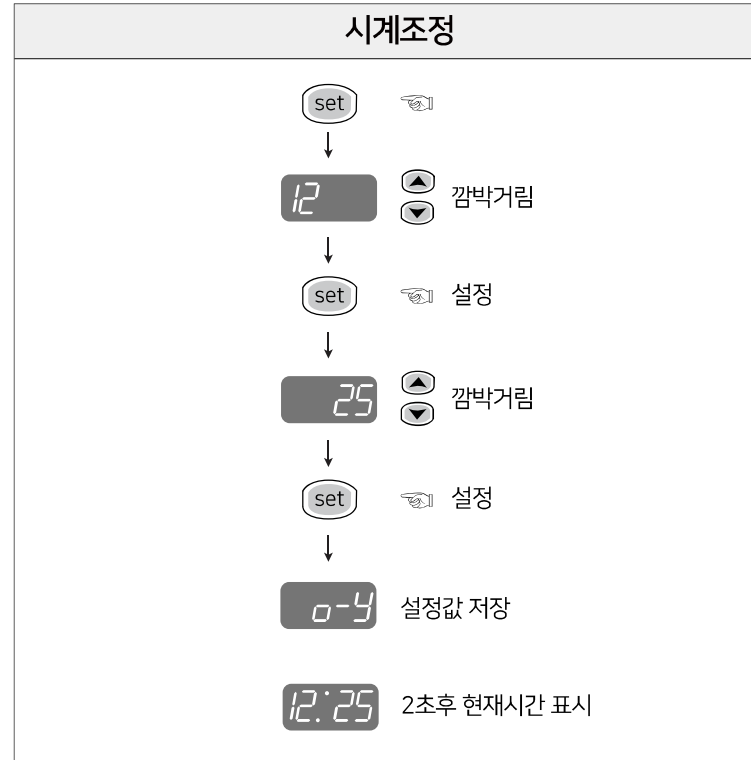 시계조정
set
12
깜박거림
set 설정
25
깜박거림
set 설정
o-y 설정값 저장
12:25 2초후 현재시간 표시